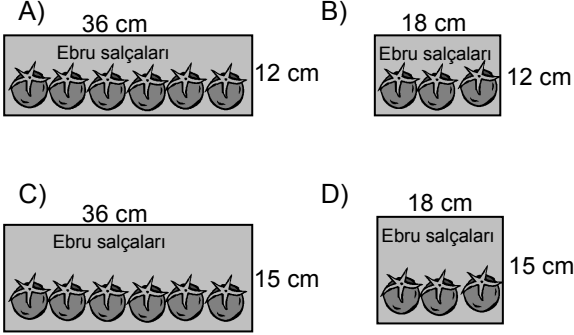 A)
36 cm
Ebru salçaları
12 cm
B)
18 cm
Ebru salçaları
12 cm
C)
36 cm
Ebru salçaları
15 cm
D)
18 cm
Ebru salçaları
15 cm